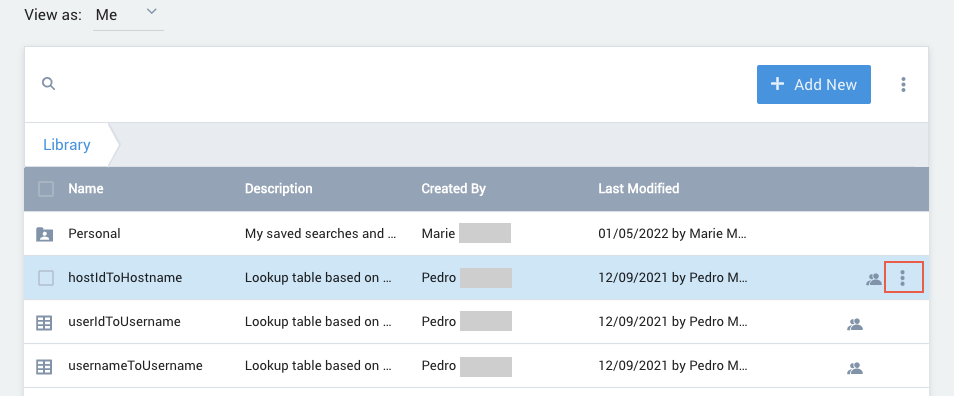 View as: Me
Add New
Library
Name Description Created By Last Modified
Personal My saved searches and ... Marie 01/05/2022 by Marie M...
hostIdToHostname Lookup table based on ... Pedro 12/09/2021 by Pedro M...
userIdToUsername Lookup table based on ... Pedro 12/09/2021 by Pedro M...
usernameToUsername Lookup table based on ... Pedro 12/09/2021 by Pedro M...